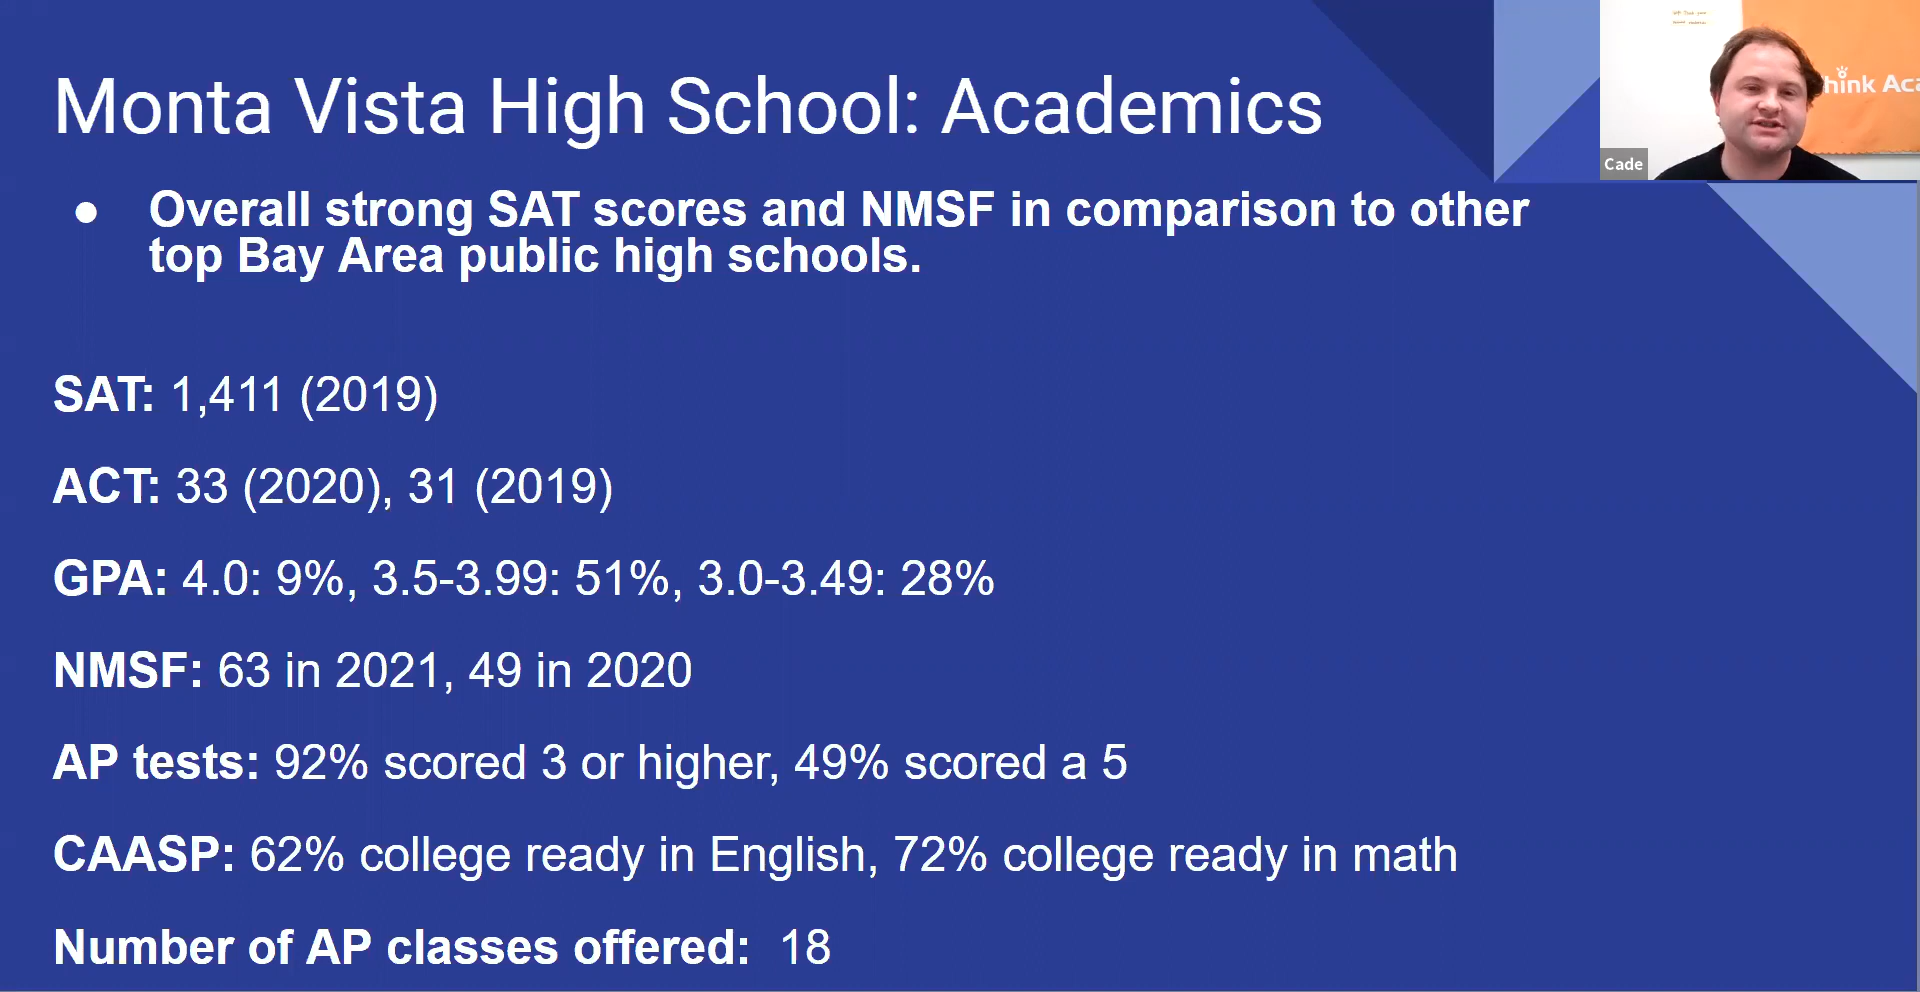 Monta Vista High School: Academics
● Overall strong SAT scores and NMSF in comparison to other
top Bay Area public high schools.
SAT: 1,411 (2019)
ACT: 33 (2020), 31 (2019)
GPA: 4.0: 9%, 3.5-3.99: 51%, 3.0-3.49: 28%
NMSF: 63 in 2021, 49 in 2020
AP tests: 92% scored 3 or higher, 49% scored a 5
CAASP: 62% college ready in English, 72% college ready in math
Number of AP classes offered: 18
hink Aca
Cade